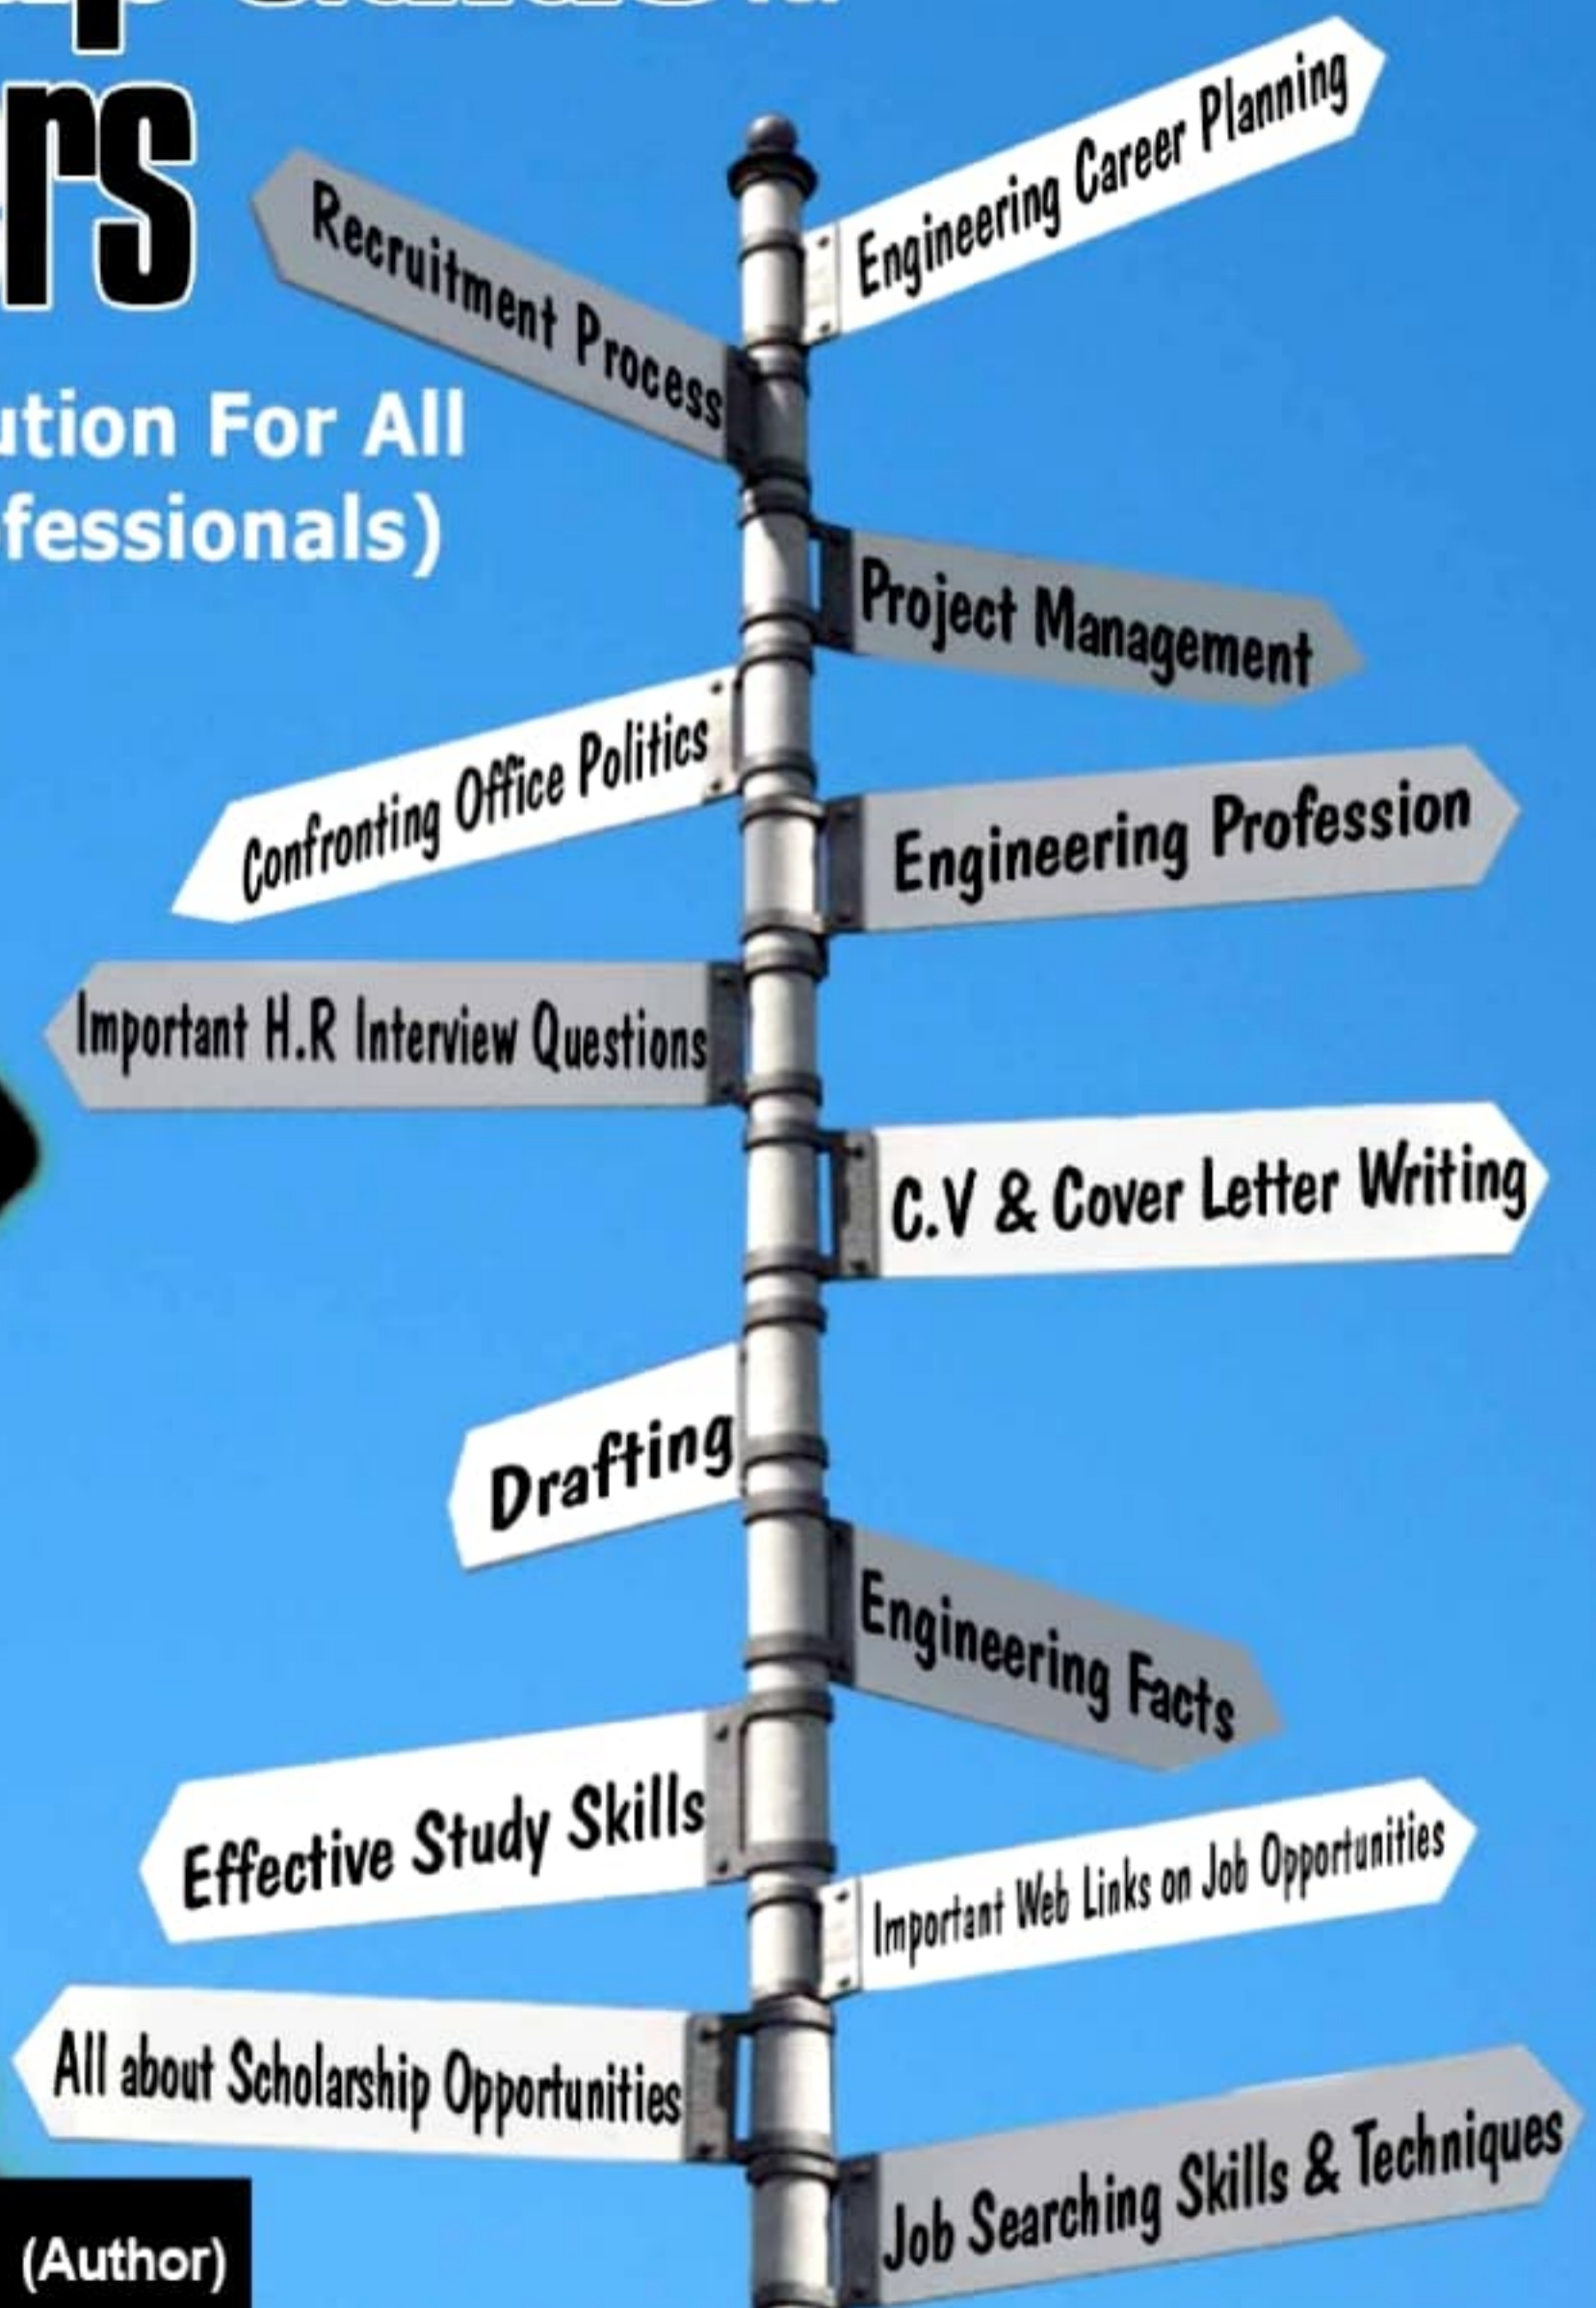 rs
ution For All
fessionals)
Engineering Career Planning
Recruitment Process
Project Management
Confronting Office Politics
Engineering Profession
Important H.R Interview Questions
C.V & Cover Letter Writing
Drafting
Engineering Facts
Effective Study Skills
Important Web Links on Job Opportunities
All about Scholarship Opportunities
Job Searching Skills & Techniques
(Author)